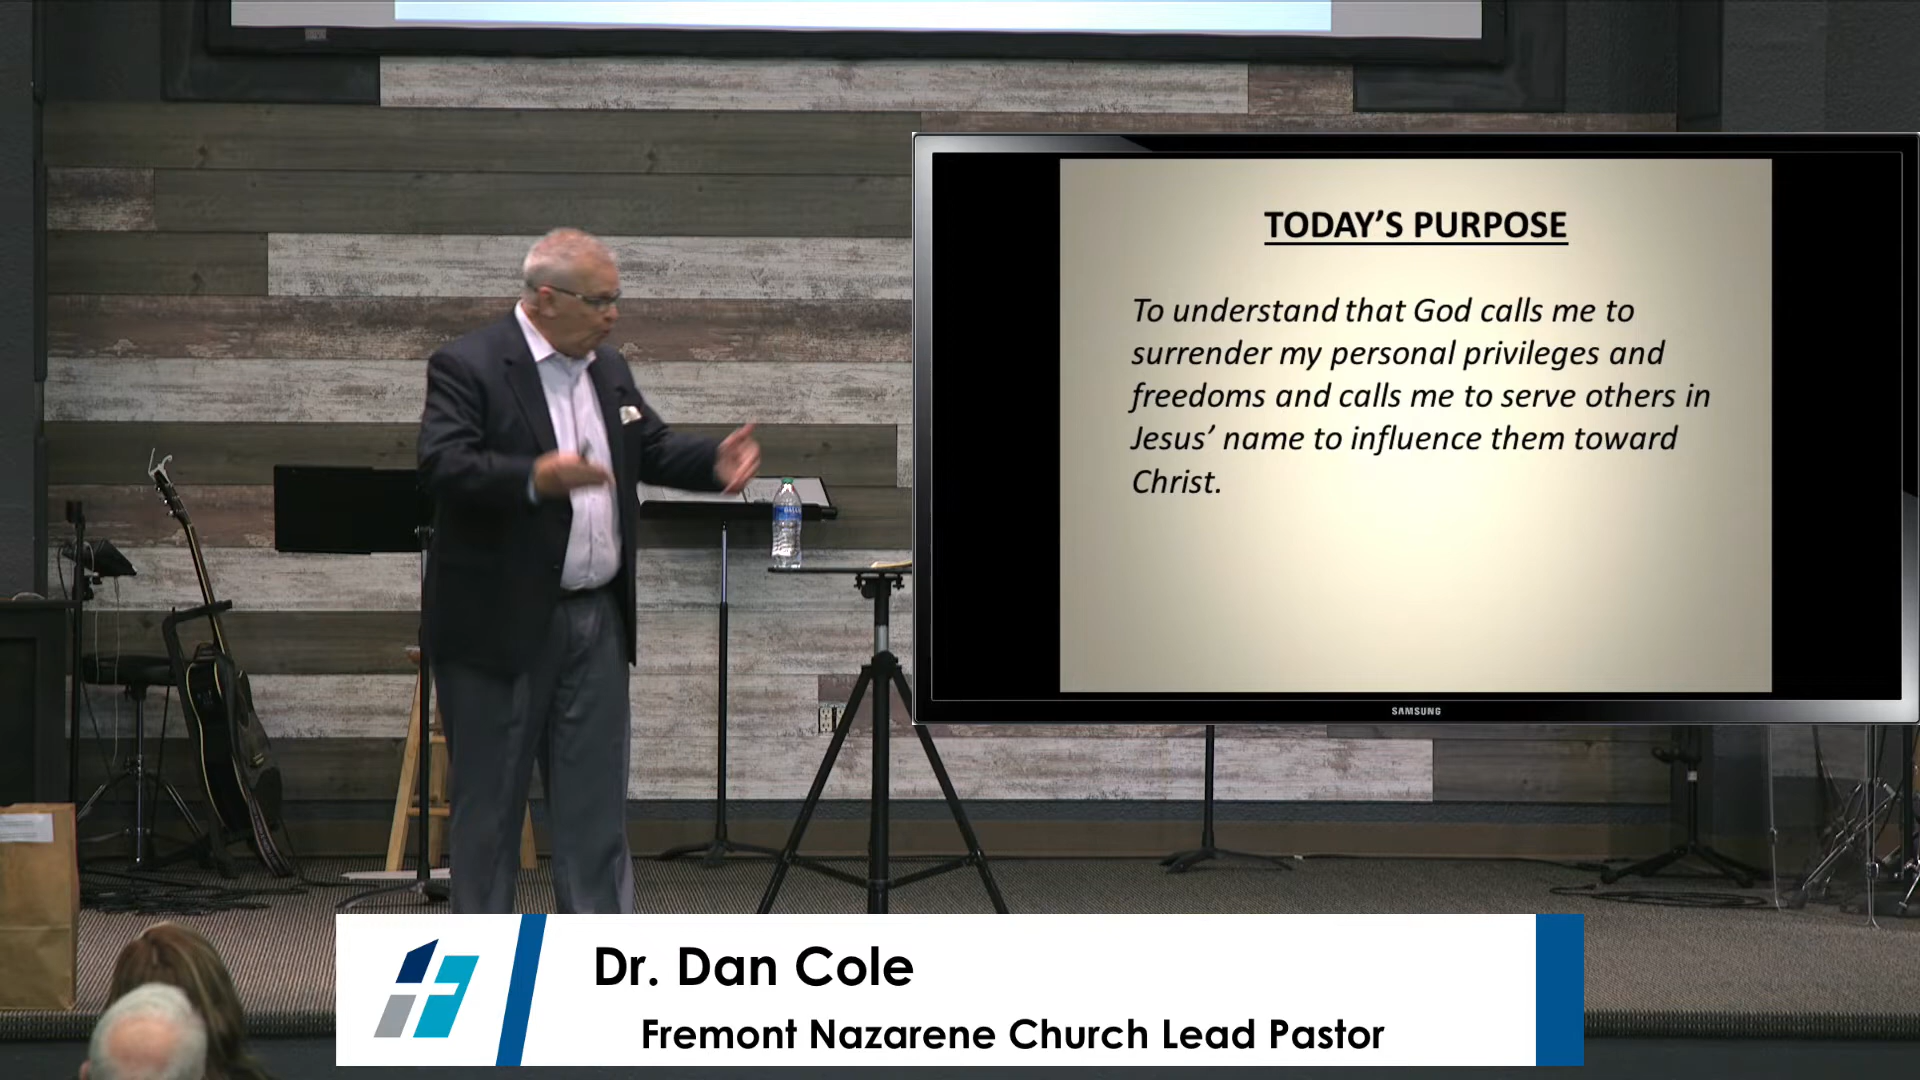 TODAY'S PURPOSE
To understand that God calls me to
surrender my personal privileges and
freedoms and calls me to serve others in
Jesus' name to influence them toward
Christ.
SAMSUNG
Dr. Dan Cole
Fremont Nazarene Church Lead Pastor